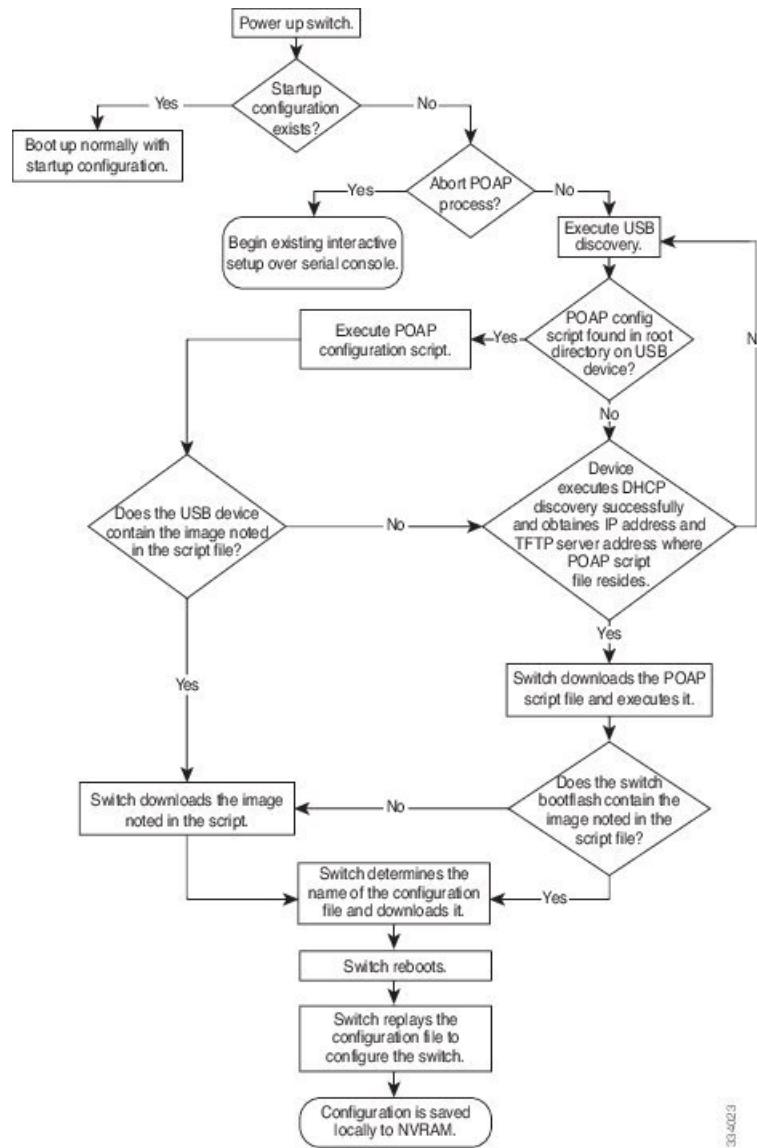 Power up switch.
Startup
configuration
exists?
Yes
No
Boot up normally with
startup configuration.
Abort POAP
process?
Yes
No
Begin existing interactive
setup over serial console.
Execute USB
discovery.
POAP config
script found in root
directory on USB
device?
Yes
Execute POAP
configuration script.
N
No
Does the USB device
contain the image noted
in the script file?
No
Device
executes DHCP
discovery successfully
and obtaines IP address and
TFTP server address where
POAP script
file resides.
Yes
Yes
Switch downloads the POAP
script file and executes it.
Does the switch
bootflash contain the
image noted in the
script file?
No
Switch downloads the image
noted in the script.
Yes
Switch determines the
name of the configuration
file and downloads it.
Switch reboots.
Switch replays the
configuration file to
configure the switch.
Configuration is saved
locally to NVRAM.
334023